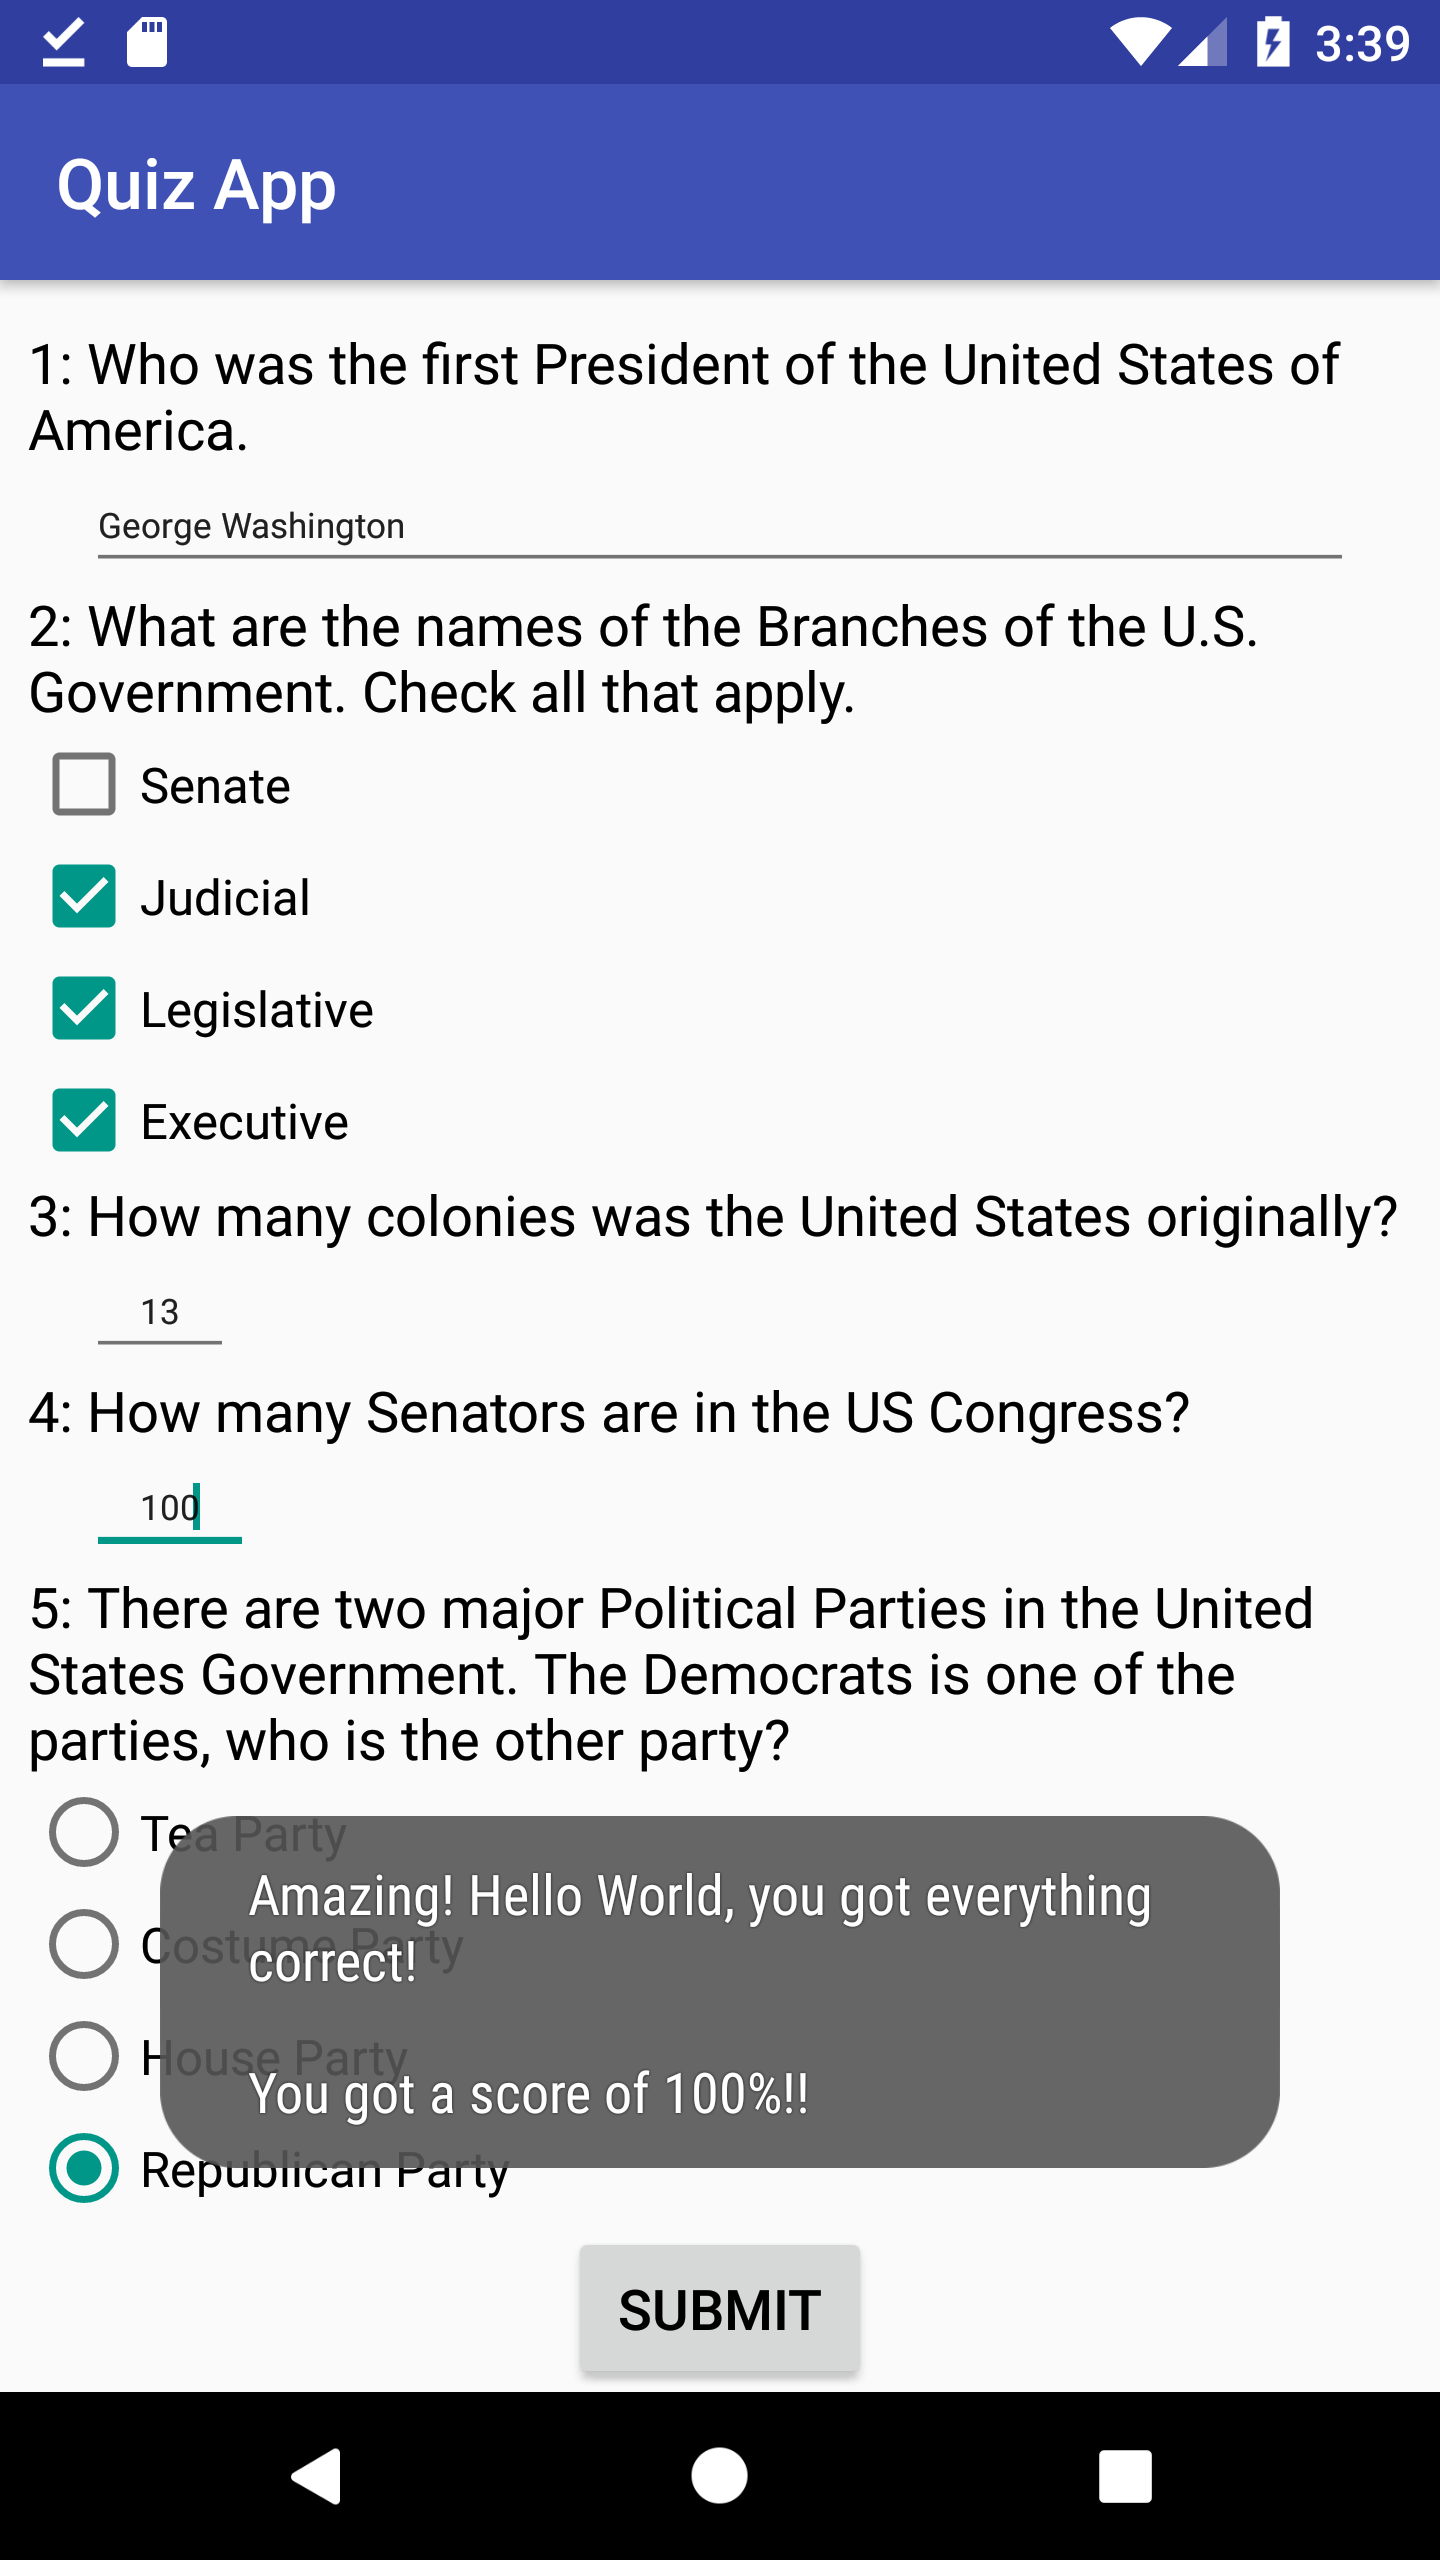 3:39
Quiz App
1: Who was the first President of the United States of
America.
George Washington
2: What are the names of the Branches of the U.S.
Government. Check all that apply.
Senate
Judicial
Legislative
Executive
3: How many colonies was the United States originally?
13
4: How many Senators are in the US Congress?
100
5: There are two major Political Parties in the United
States Government. The Democrats is one of the
parties, who is the other party?
Tea Party
Amazing! Hello World, you got everything
Costume Party
correct!
House Party
You got a score of 100%!!
Republican Party
SUBMIT